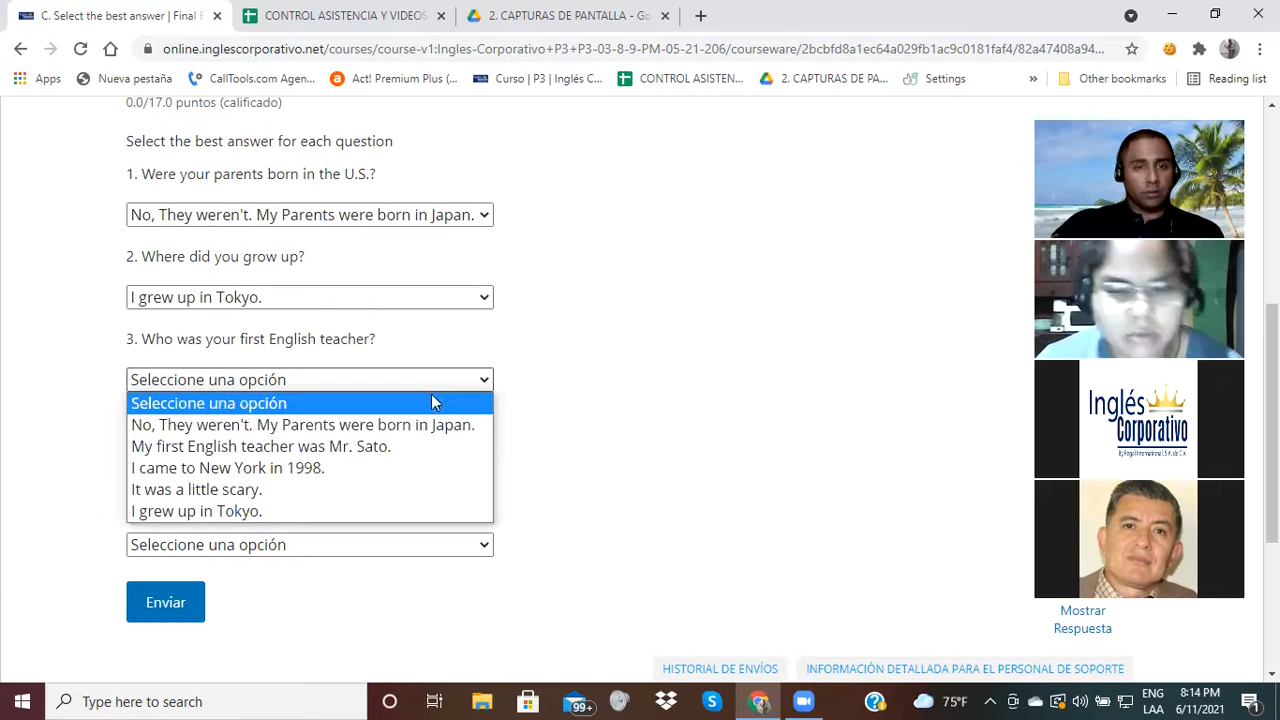 C. Select the best answer | Final E
CONTROL ASISTENCIA Y VIDEOS
2. CAPTURAS DE PANTALLA - Go
online.inglescorporativo.net/courses/course-v1:Ingles-Corporativo+P3+P3-03-8-9-PM-05-21-206/courseware/2bcbfd8a1ec64a029fb1ac9c0181faf4/82a47408a94...
Apps
Nueva pestaña
CallTools.com Agen...
Act! Premium Plus (...
Curso | P3 | Inglés C...
CONTROL ASISTEN...
2. CAPTURAS DE PA...
Settings
»
Other bookmarks
Reading list
0.0/17.0 puntos (calificado)
Select the best answer for each question
1. Were your parents born in the U.S.?
No, They weren't. My Parents were born in Japan.
2. Where did you grow up?
I grew up in Tokyo.
3. Who was your first English teacher?
Seleccione una opción
Seleccione una opción
No, They weren't. My Parents were born in Japan.
My first English teacher was Mr. Sato.
I came to New York in 1998.
It was a little scary.
I grew up in Tokyo.
Seleccione una opción
Enviar
Inglés
Corporativo
Mostrar
Respuesta
HISTORIAL DE ENVÍOS
INFORMACIÓN DETALLADA PARA EL PERSONAL DE SOPORTE
Type here to search
99+
75°F
ENG
LAA
8:14 PM
6/11/2021